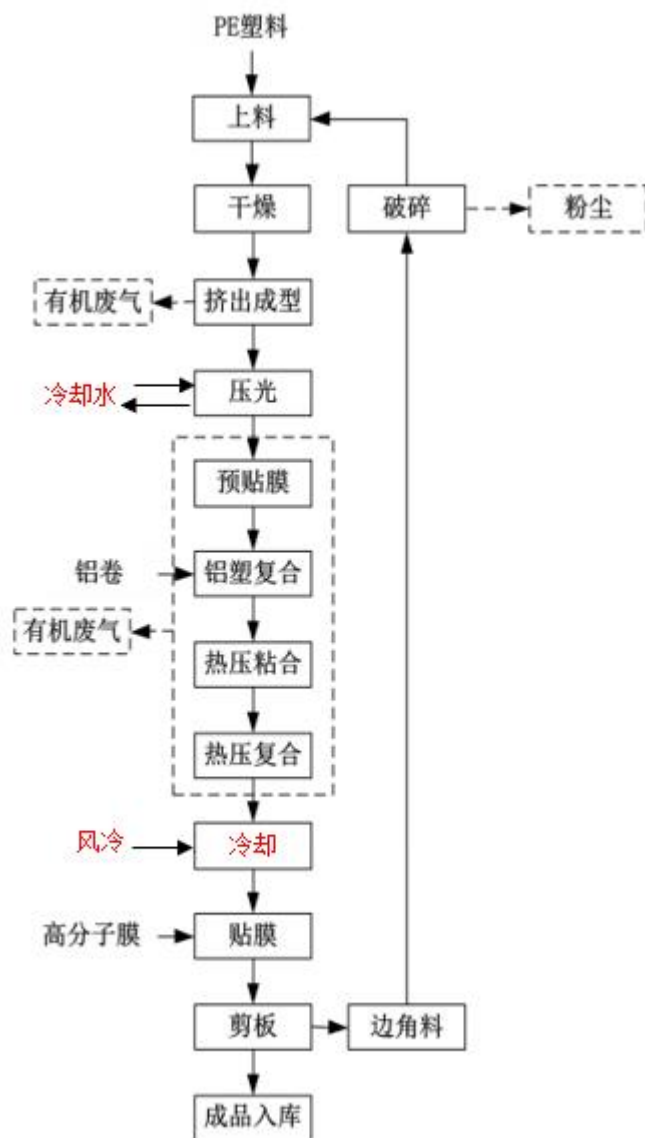 PE塑料
上料
干燥
破碎
粉尘
有机废气
挤出成型
冷却水
压光
预贴膜
铝卷
铝塑复合
有机废气
热压粘合
热压复合
风冷
冷却
高分子膜
贴膜
剪板
边角料
成品入库